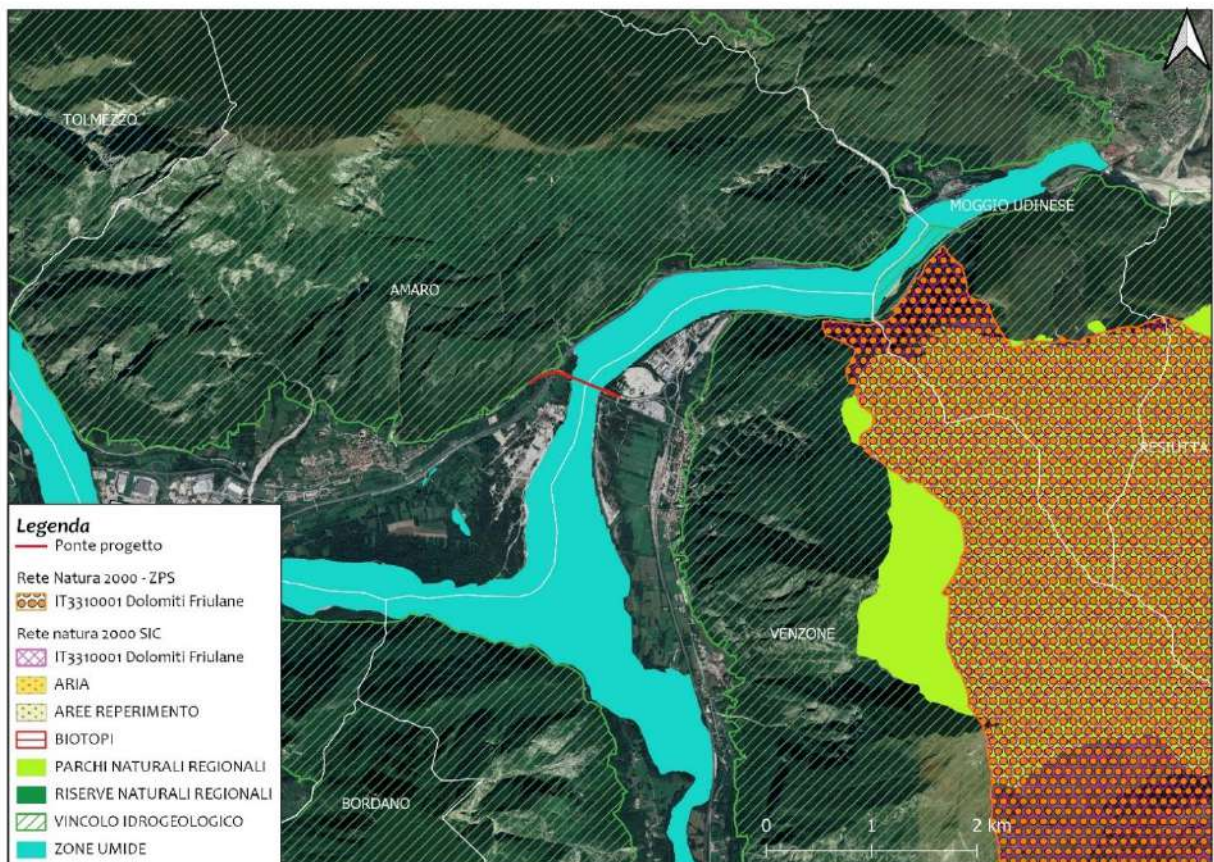 TOLMEZZO
MOGGIO UDINESE
AMARO
RESIUTTA
VENZONE
BORDANO
Legenda
Ponte progetto
Rete Natura 2000 - ZPS
IT3310001 Dolomiti Friulane
Rete natura 2000 SIC
IT3310001 Dolomiti Friulane
ARIA
AREE REPERIMENTO
BIOTOPI
PARCHI NATURALI REGIONALI
RISERVE NATURALI REGIONALI
VINCOLO IDROGEOLOGICO
ZONE UMIDE
0 1 2 km